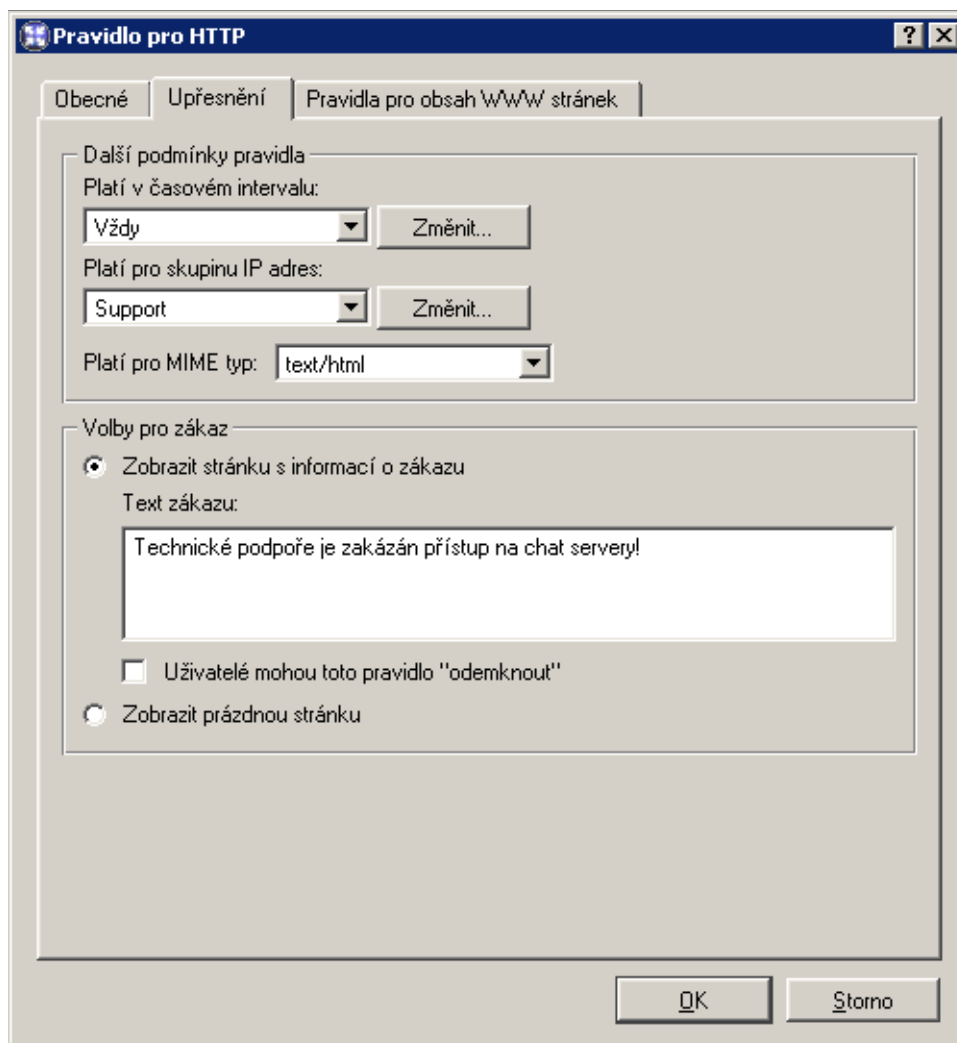 Pravidlo pro HTTP
Obecné Upřesnění Pravidla pro obsah WWW stránek
Další podmínky pravidla
Platí v časovém intervalu:
Vždy Změnit...
Platí pro skupinu IP adres:
Support Změnit...
Platí pro MIME typ: text/html
Volby pro zákaz
Zobrazit stránku s informací o zákazu
Text zákazu:
Technické podpoře je zakázán přístup na chat servery!
Uživatelé mohou toto pravidlo "odemknout"
Zobrazit prázdnou stránku
OK Storno